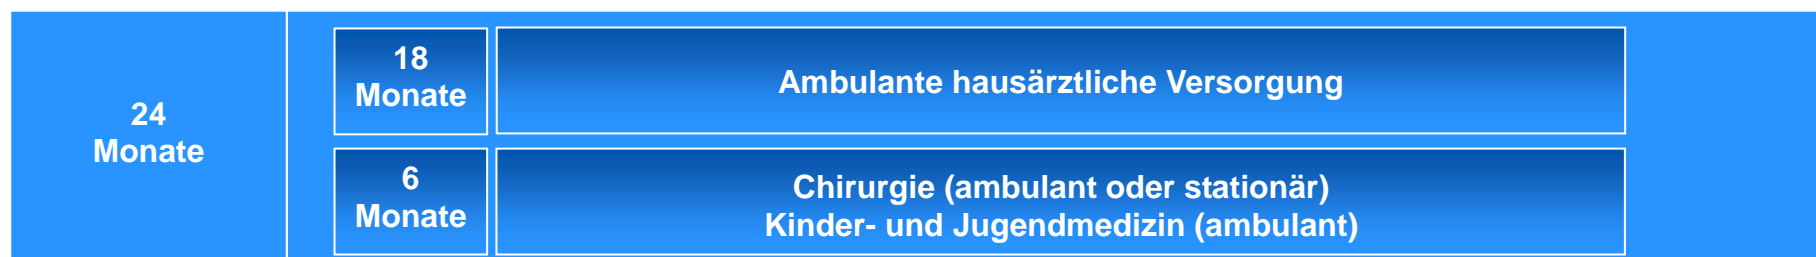 24
Monate
18
Monate
Ambulante hausärztliche Versorgung
6
Monate
Chirurgie (ambulant oder stationär)
Kinder- und Jugendmedizin (ambulant)